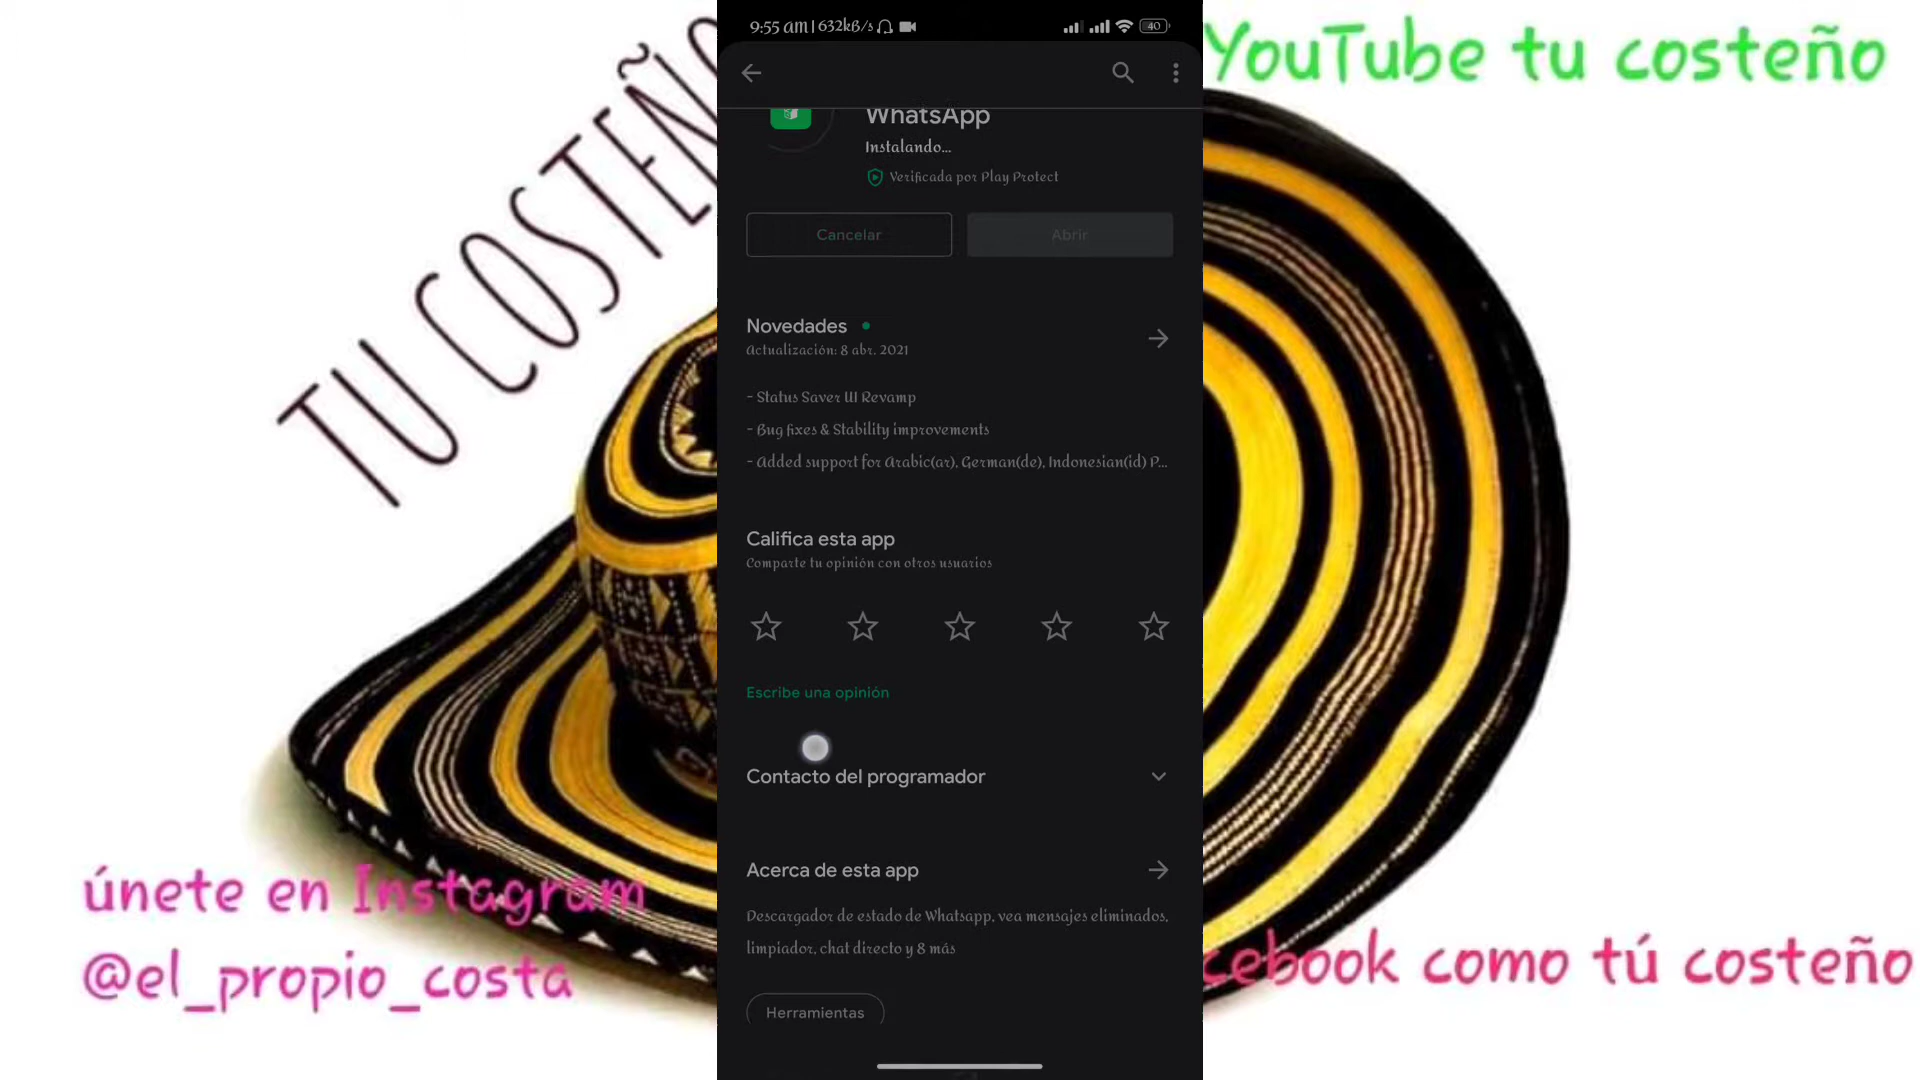 9:55 am | 632kB/s
40
WhatsApp
Instalando...
Verificada por Play Protect
Cancelar
Abrir
Novedades
Actualización: 8 abr. 2021
- Status Saver UI Revamp
- Bug fixes & Stability improvements
- Added support for Arabic(ar), German(de), Indonesian(id) P...
Califica esta app
Comparte tu opinión con otros usuarios
Escribe una opinión
Contacto del programador
Acerca de esta app
Descargador de estado de Whatsapp, vea mensajes eliminados,
limpiador, chat directo y 8 más
Herramientas
TU COSTEÑO
únete en Instagram
@el_propio_costa
YouTube tu costeño
cebook como tú costeño